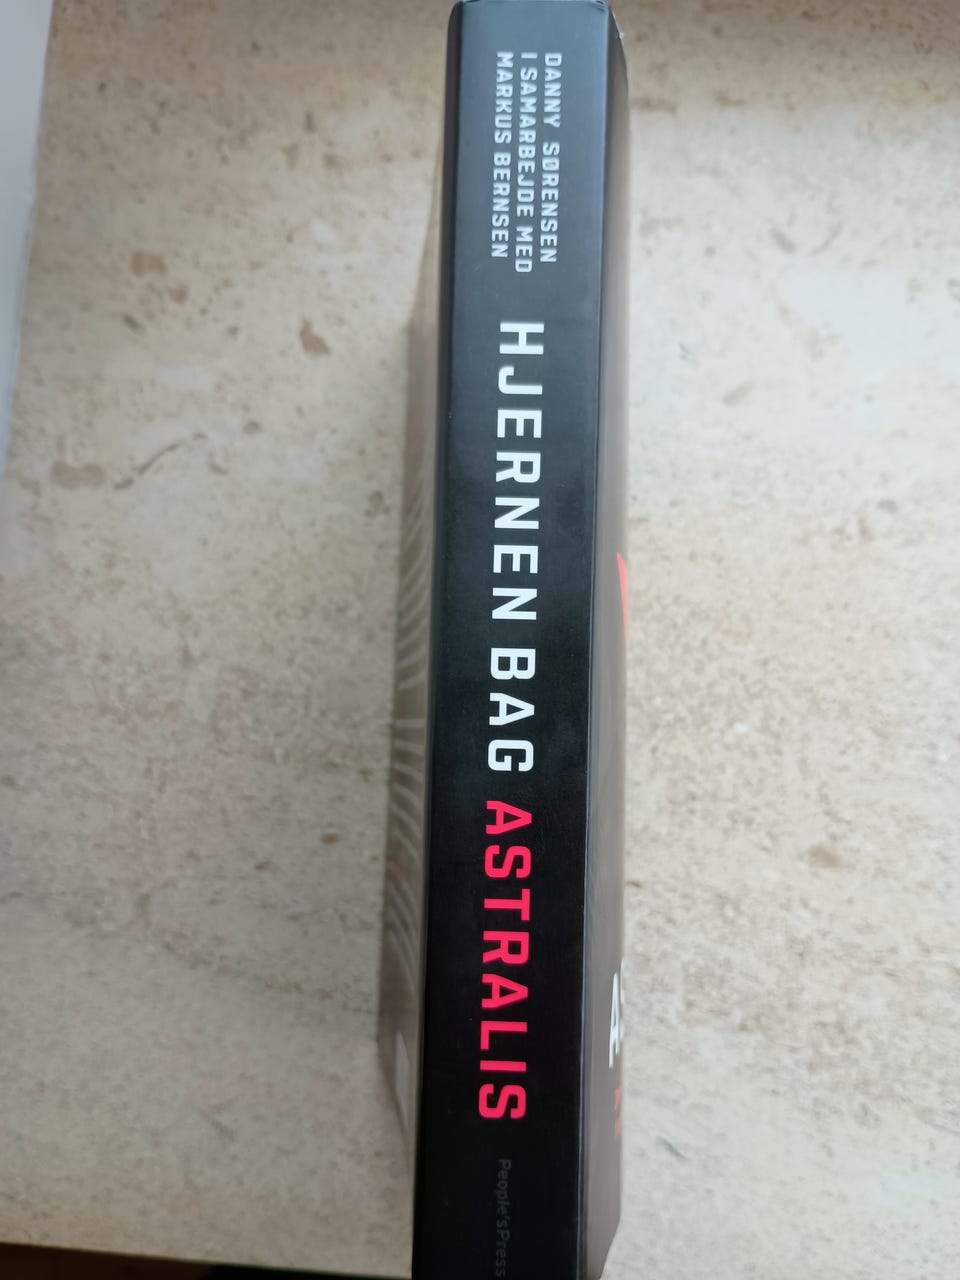 DANNY SØRENSEN
I SAMARBEJDE MED
MARKUS BERNSEN
HJERNEN BAG ASTRALIS
People'sPress